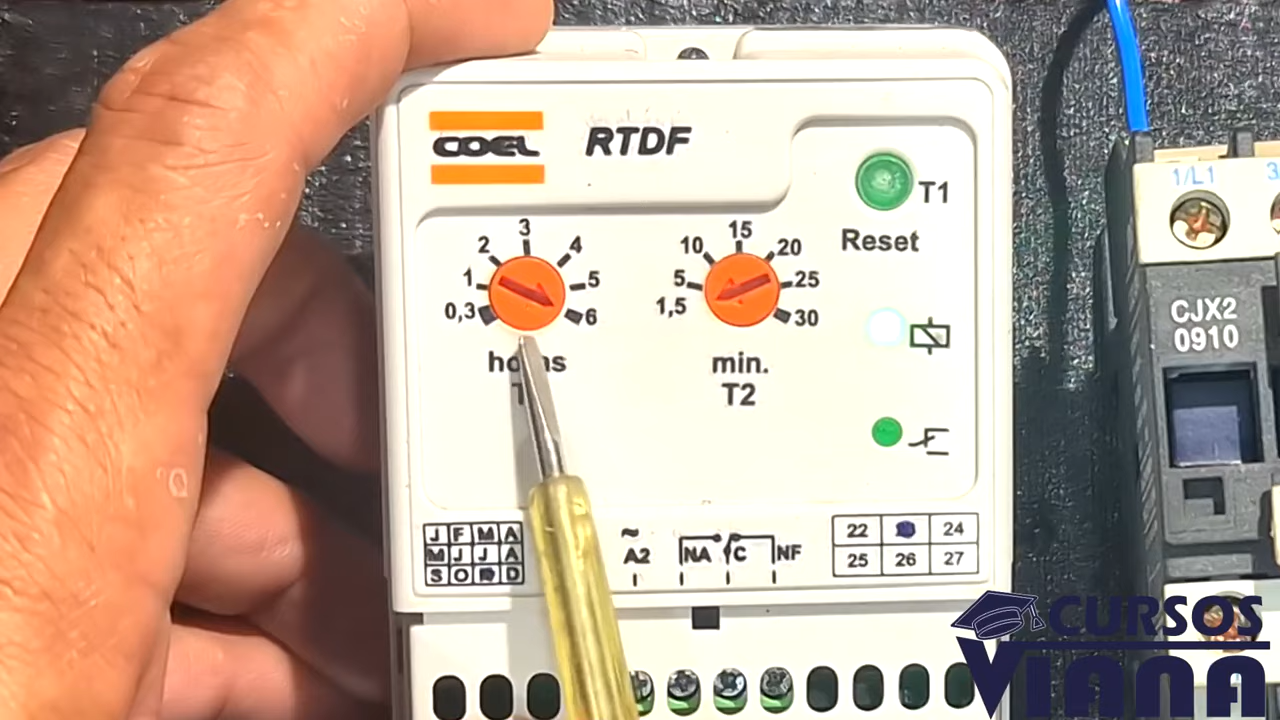 COEL RTDF
T1
Reset
0,3 1 2 3 4 5 6
1,5 5 10 15 20 25 30
min.
T2
J F M A
M J J A
S O D
A2 NA C NF
22 24
25 26 27
1/L1
CJX2
0910
CURSOS
VIANA